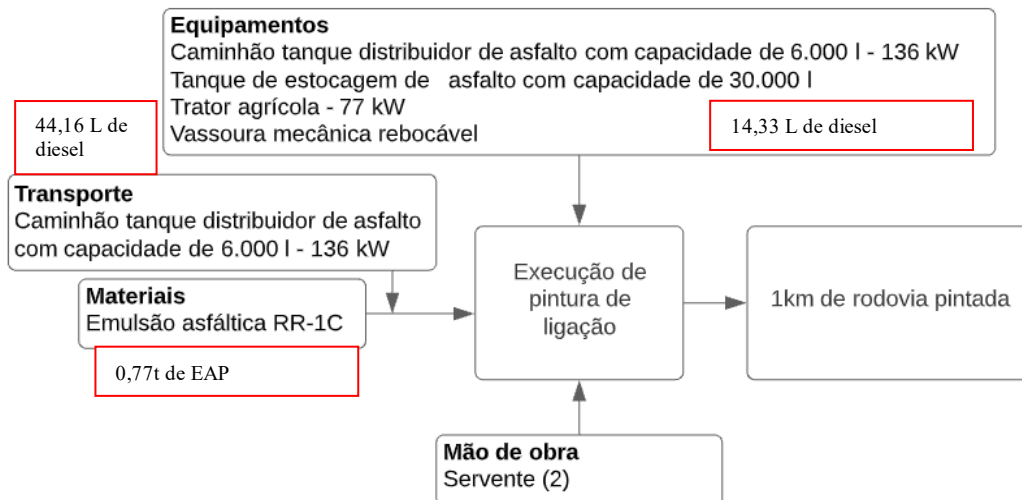 Equipamentos
Caminhão tanque distribuidor de asfalto com capacidade de 6.000 l - 136 kW
Tanque de estocagem de asfalto com capacidade de 30.000 l
Trator agrícola - 77 kW
Vassoura mecânica rebocável
14,33 L de diesel
44,16 L de
diesel
Transporte
Caminhão tanque distribuidor de asfalto
com capacidade de 6.000 l - 136 kW
Materiais
Emulsão asfáltica RR-1C
0,77t de EAP
Execução de
pintura de
ligação
1km de rodovia pintada
Mão de obra
Servente (2)